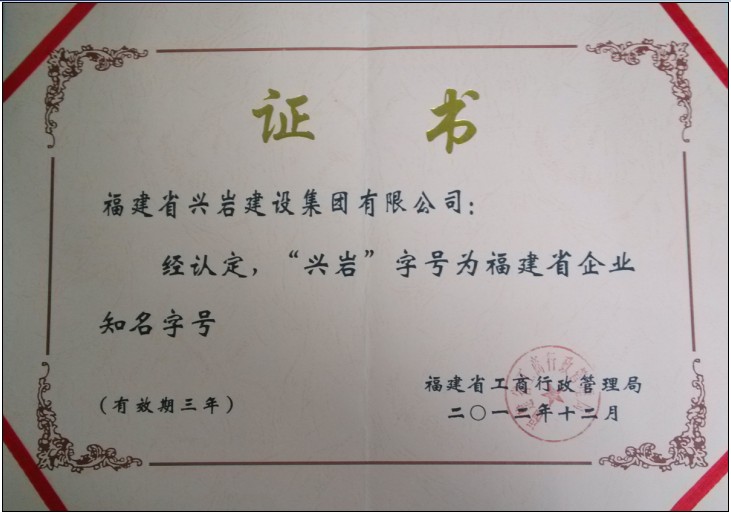 证 书
福建省兴岩建设集团有限公司：
经认定，“兴岩”字号为福建省企业
知名字号
（有效期三年）
福建省工商行政管理局
二〇一二年十二月